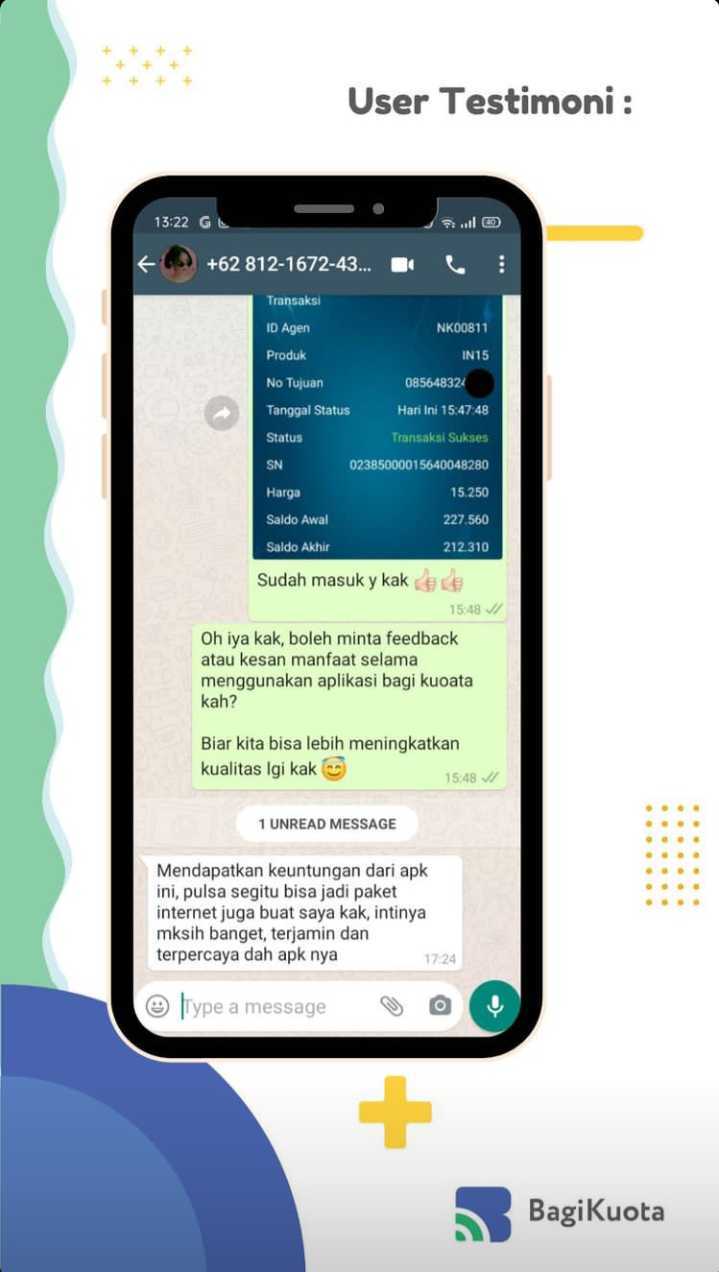 User Testimoni :
13:22
40
+62 812-1672-43...
Transaksi
ID Agen NK00811
Produk IN15
No Tujuan 085648324
Tanggal Status Hari Ini 15:47:48
Status Transaksi Sukses
SN 02385000015640048280
Harga 15.250
Saldo Awal 227.560
Saldo Akhir 212.310
Sudah masuk y kak 👍👍
15:48
Oh iya kak, boleh minta feedback
atau kesan manfaat selama
menggunakan aplikasi bagi kuoata
kah?
Biar kita bisa lebih meningkatkan
kualitas lgi kak 😇
15:48
1 UNREAD MESSAGE
Mendapatkan keuntungan dari apk
ini, pulsa segitu bisa jadi paket
internet juga buat saya kak, intinya
mksih banget, terjamin dan
terpercaya dah apk nya
17:24
Type a message
BagiKuota